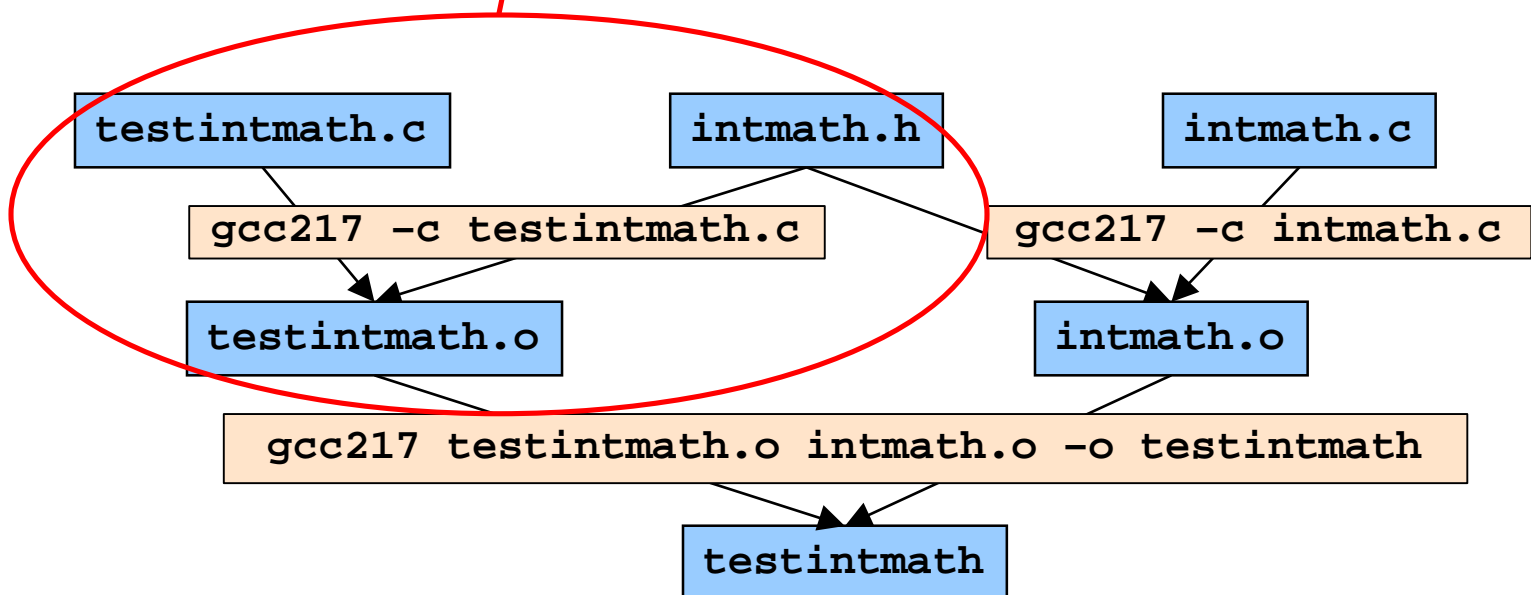 testintmath.c
intmath.h
intmath.c
gcc217 –c testintmath.c
gcc217 –c intmath.c
testintmath.o
intmath.o
gcc217 testintmath.o intmath.o –o testintmath
testintmath